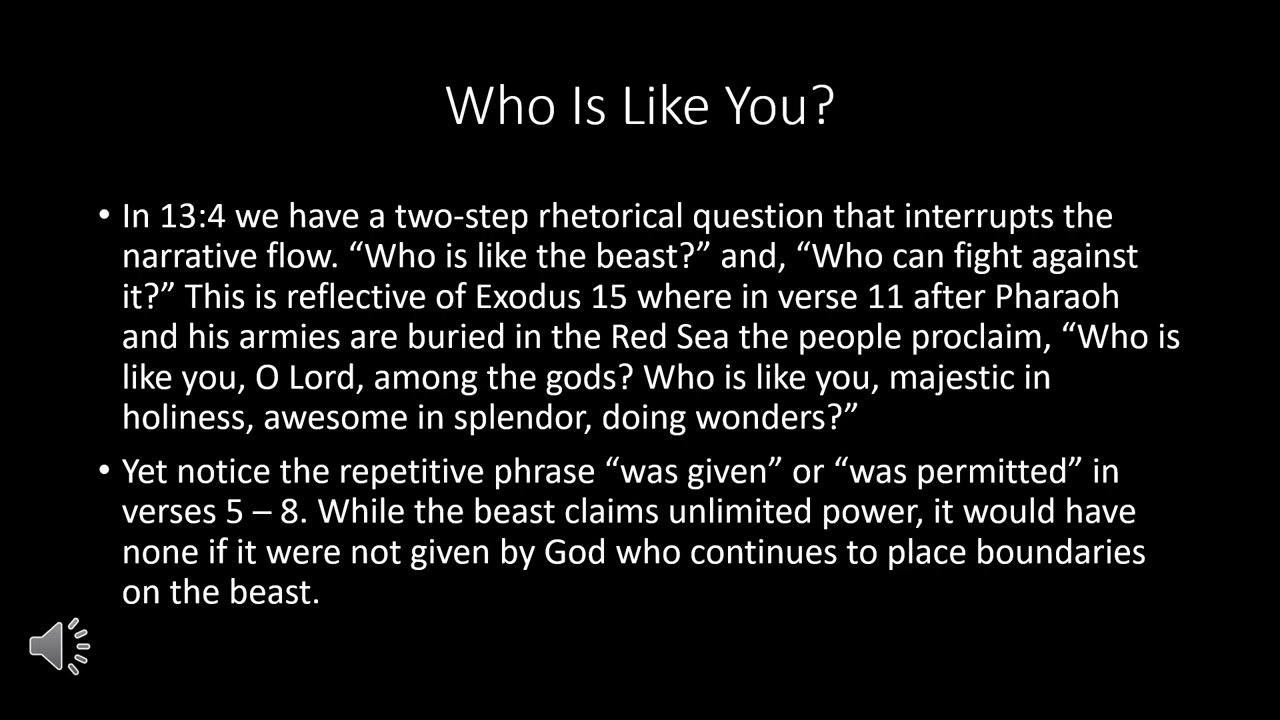 Who Is Like You?
• In 13:4 we have a two-step rhetorical question that interrupts the
narrative flow. “Who is like the beast?” and, “Who can fight against
it?” This is reflective of Exodus 15 where in verse 11 after Pharaoh
and his armies are buried in the Red Sea the people proclaim, “Who is
like you, O Lord, among the gods? Who is like you, majestic in
holiness, awesome in splendor, doing wonders?”
• Yet notice the repetitive phrase “was given” or “was permitted” in
verses 5 – 8. While the beast claims unlimited power, it would have
none if it were not given by God who continues to place boundaries
on the beast.